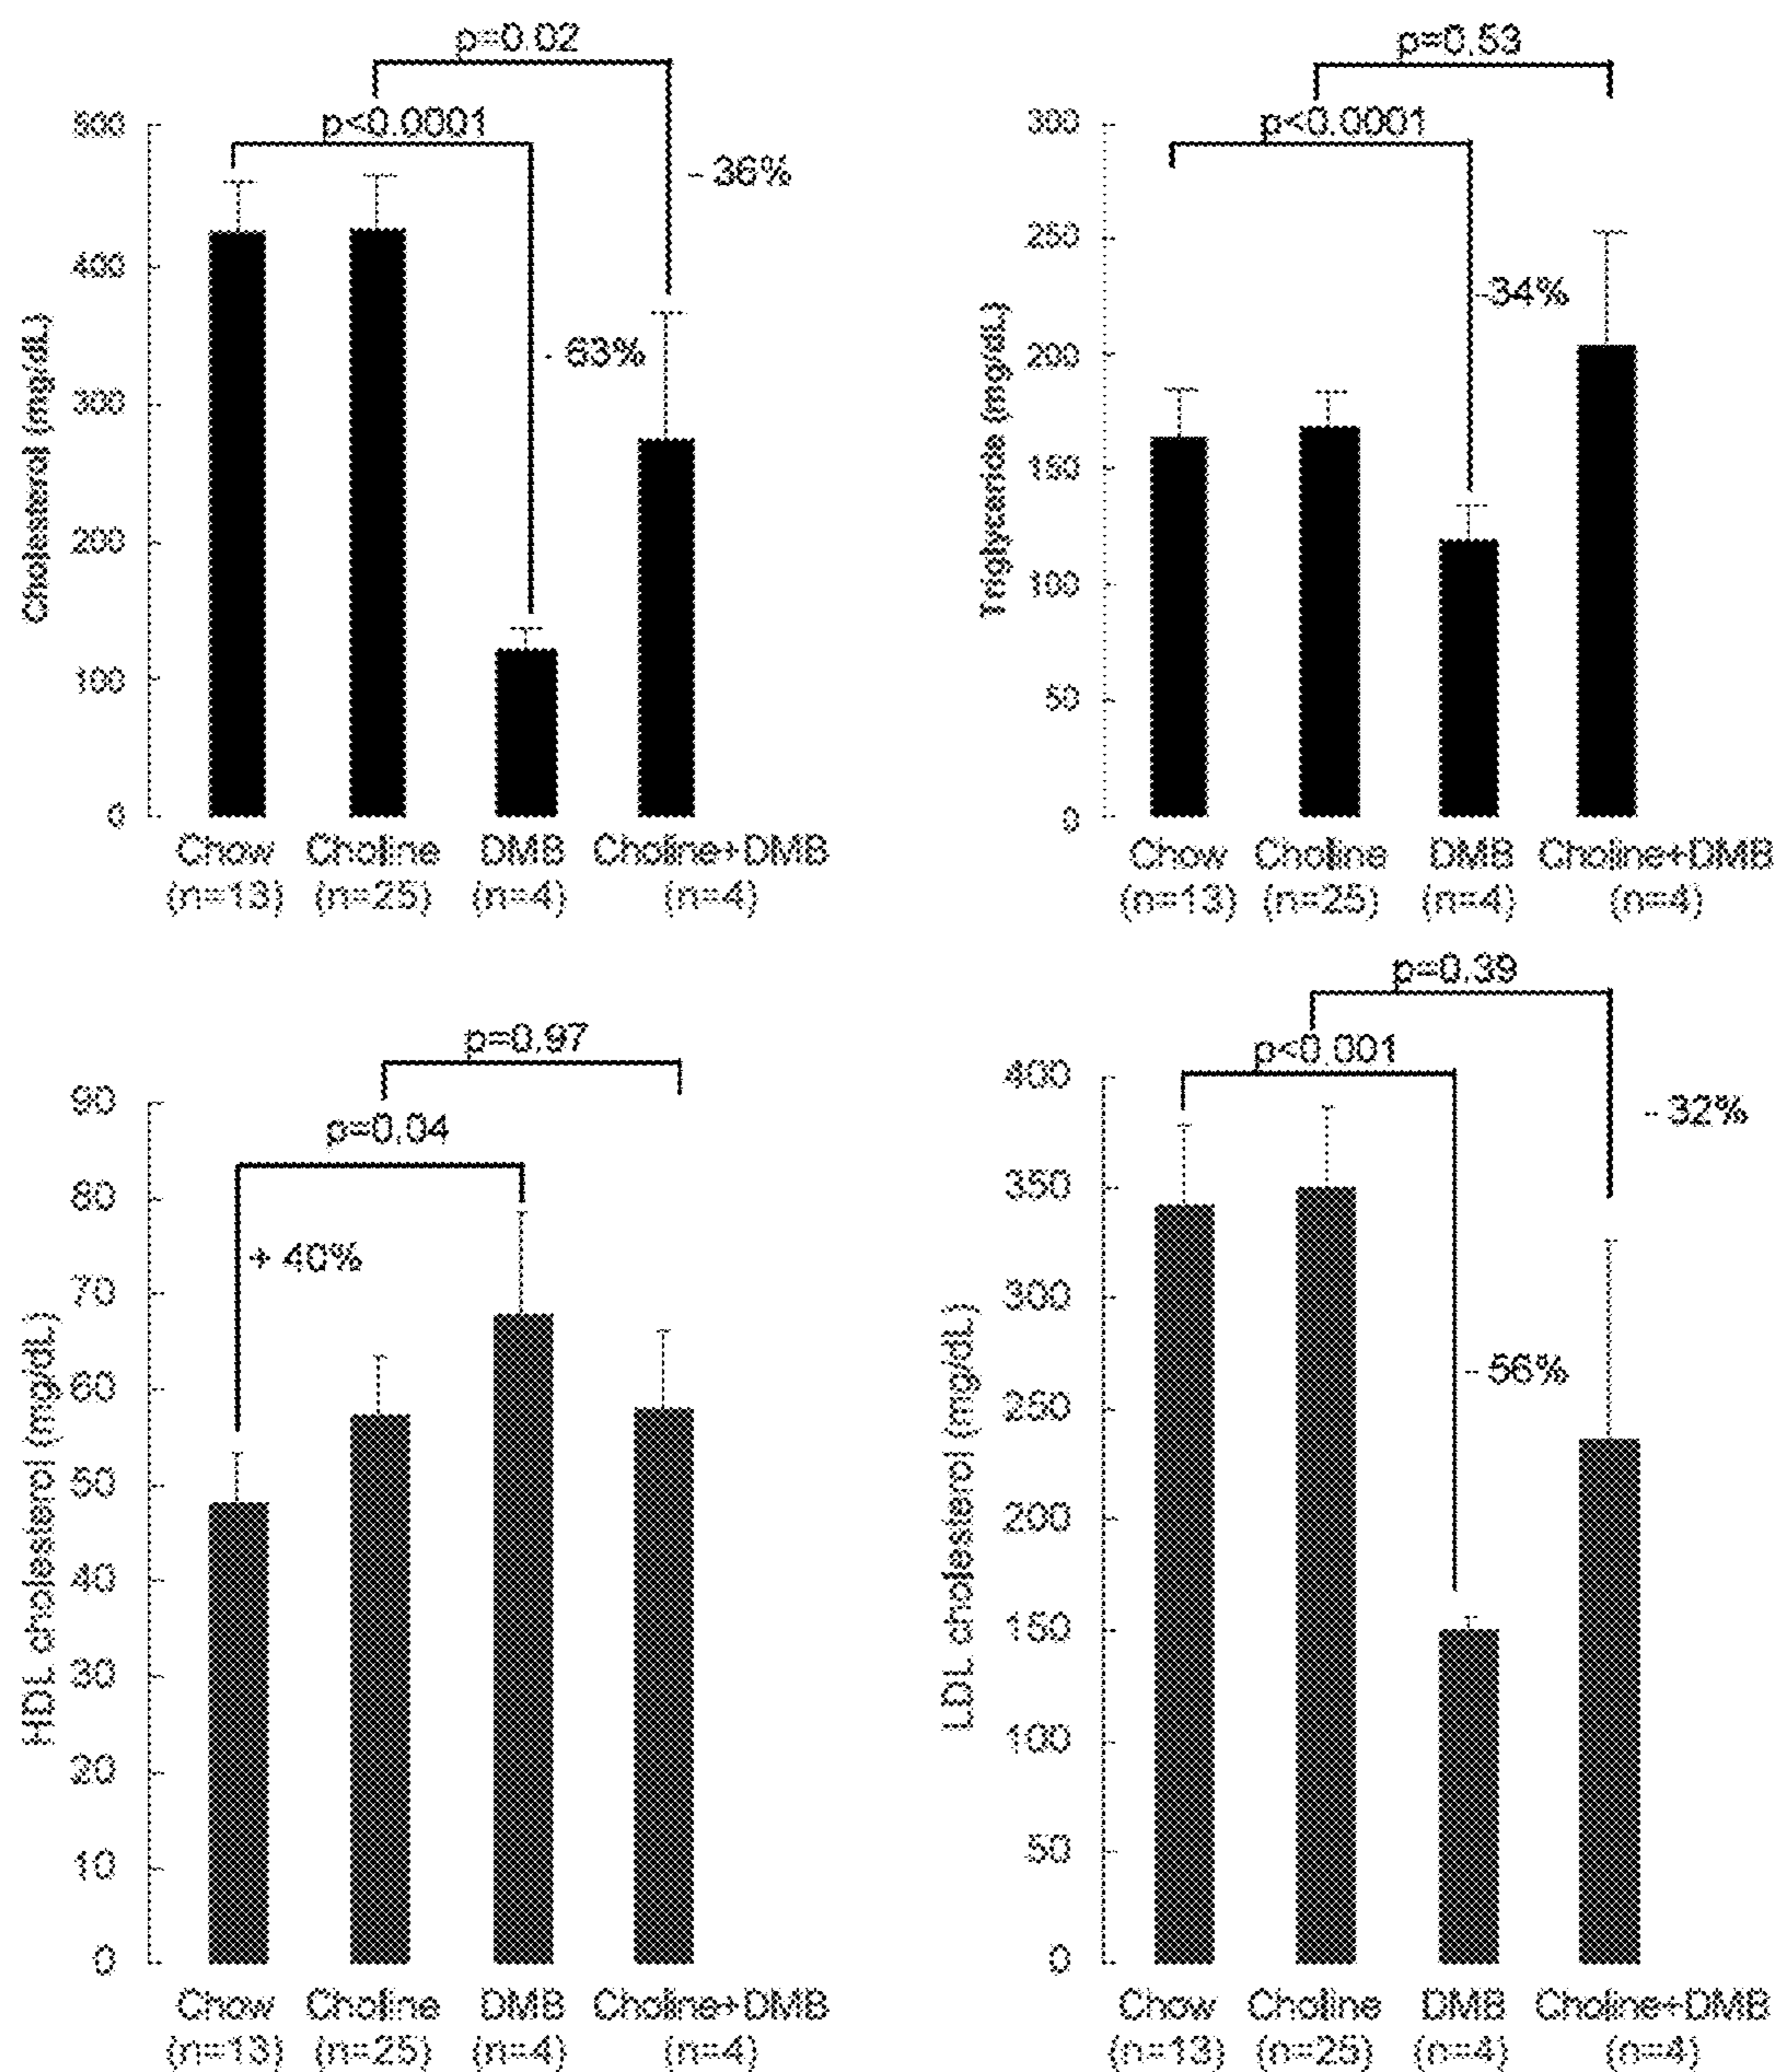 p=0.02
p<0.0001
- 36%
- 63%
500
400
300
200
100
0
Cholesterol (mg/dL)
Chow Choline DMB Choline+DMB
(n=13) (n=25) (n=4) (n=4)
p=0.53
p<0.0001
-34%
300
250
200
150
100
50
0
Triglyceride (mg/dL)
Chow Choline DMB Choline+DMB
(n=13) (n=25) (n=4) (n=4)
p=0.97
p=0.04
+ 40%
90
80
70
60
50
40
30
20
10
0
HDL cholesterol (mg/dL)
Chow Choline DMB Choline+DMB
(n=13) (n=25) (n=4) (n=4)
p=0.39
p<0.001
- 32%
- 56%
400
350
300
250
200
150
100
50
0
LDL cholesterol (mg/dL)
Chow Choline DMB Choline+DMB
(n=13) (n=25) (n=4) (n=4)